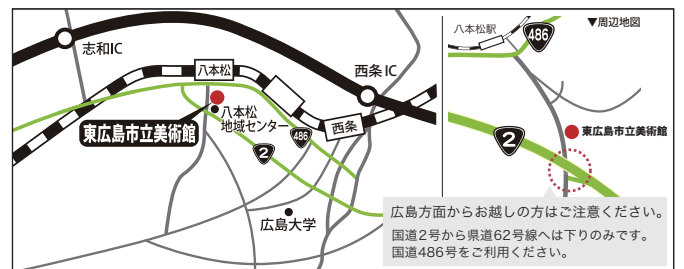 志和IC
八本松
西条IC
八本松
地域センター
東広島市立美術館
486
西条
2
広島大学
八本松駅
486
▼周辺地図
2
東広島市立美術館
広島方面からお越しの方はご注意ください。
国道2号から県道62号線へは下りのみです。
国道486号をご利用ください。